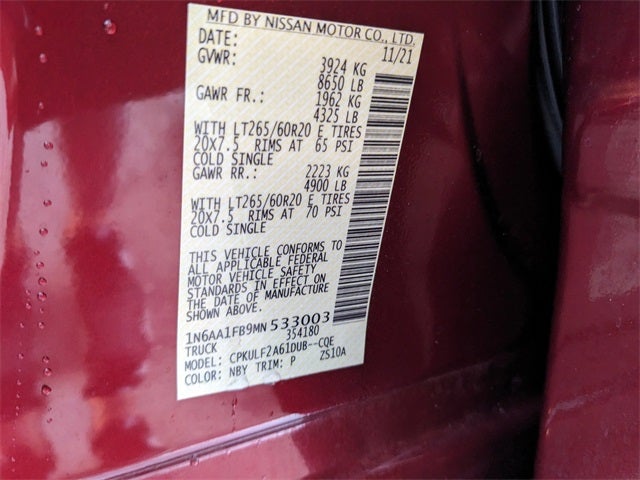 MFD BY NISSAN MOTOR CO., LTD.
DATE: 11/21
GVWR: 3924 KG
8650 LB
GAWR FR.: 1962 KG
4325 LB
WITH LT265/60R20 E TIRES
20X7.5 RIMS AT 65 PSI
COLD SINGLE
GAWR RR.: 2223 KG
4900 LB
WITH LT265/60R20 E TIRES
20X7.5 RIMS AT 70 PSI
COLD SINGLE
THIS VEHICLE CONFORMS TO
ALL APPLICABLE FEDERAL
MOTOR VEHICLE SAFETY
STANDARDS IN EFFECT ON
THE DATE OF MANUFACTURE
SHOWN ABOVE.
1N6AA1FB9MN533003
TRUCK 354180
MODEL: CPKULF2A61DUB--CQE
COLOR: NBY TRIM: P ZS10A